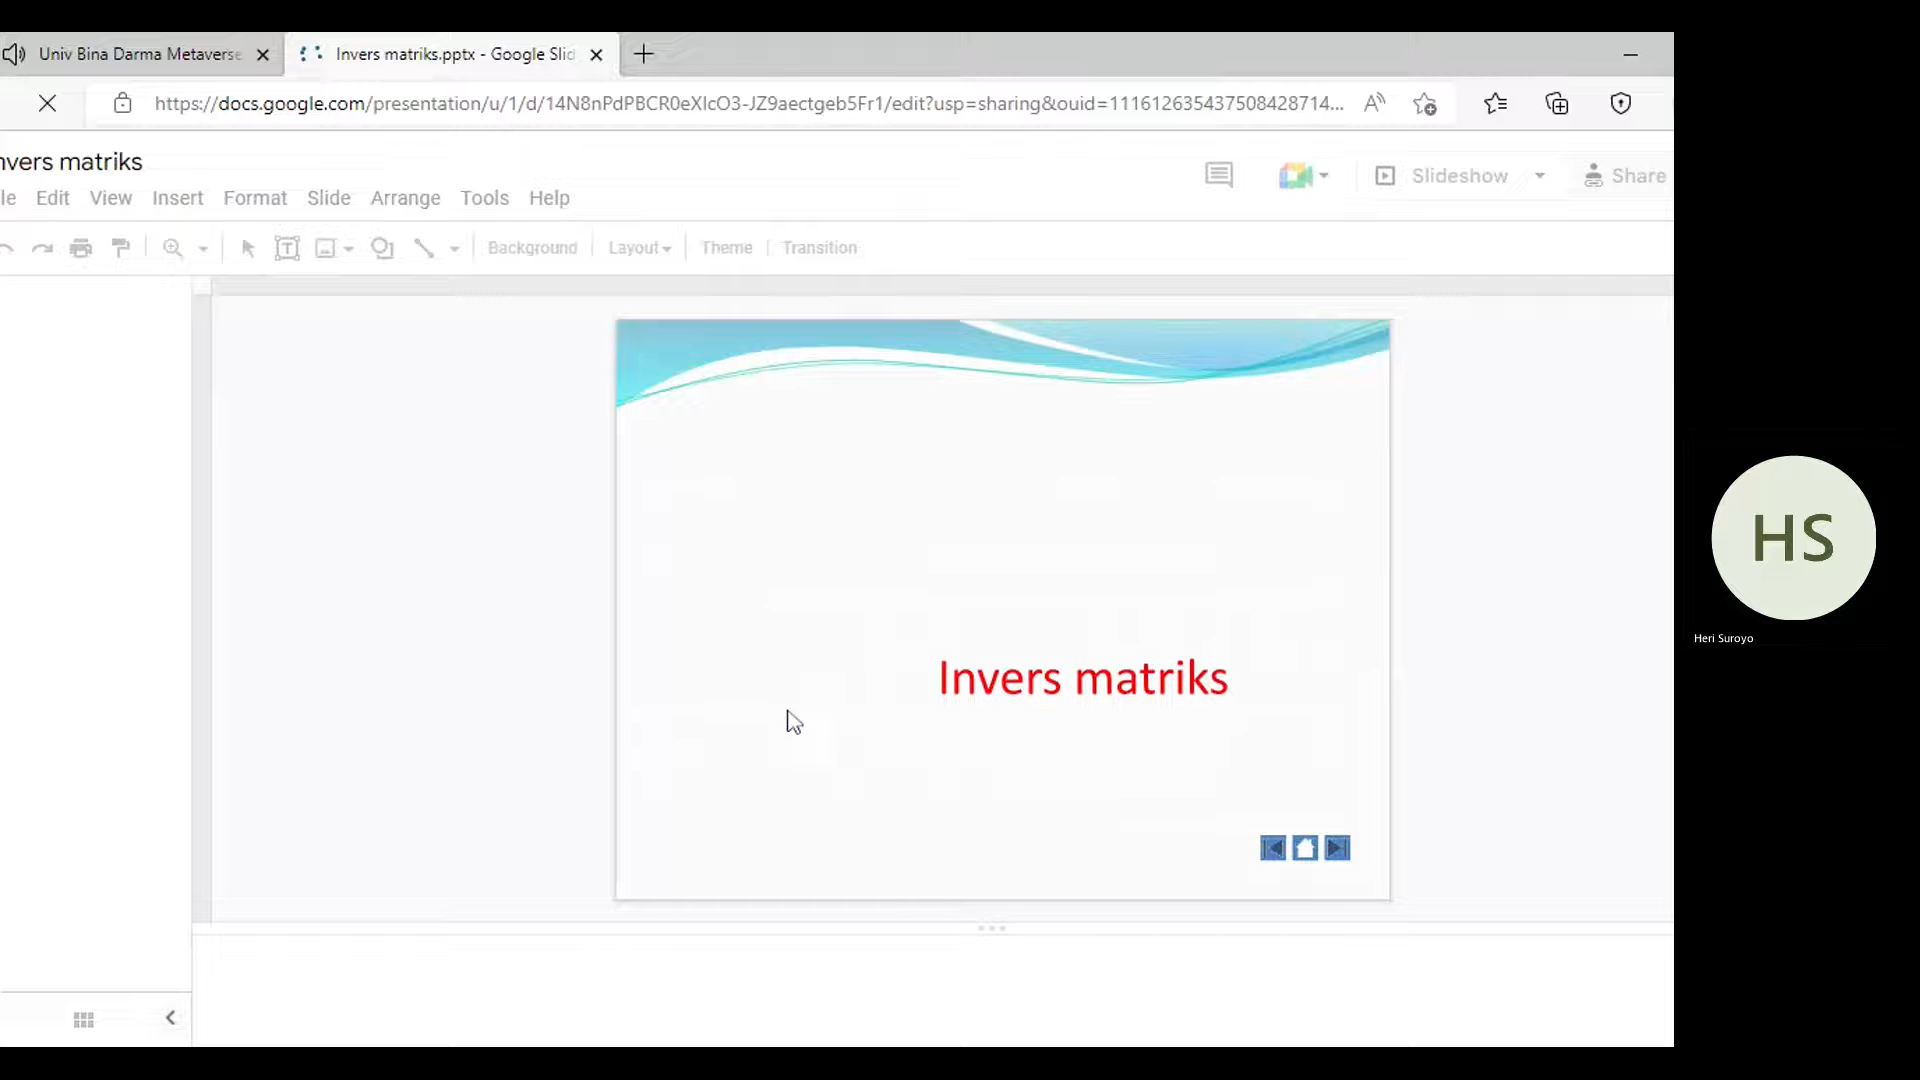 Univ Bina Darma Metaverse
Invers matriks.pptx - Google Slid
https://docs.google.com/presentation/u/1/d/14N8nPdPBCR0eXIcO3-JZ9aectgeb5Fr1/edit?usp=sharing&ouid=111612635437508428714...
nvers matriks
Slideshow
Share
le Edit View Insert Format Slide Arrange Tools Help
Background Layout Theme Transition
Invers matriks
HS
Heri Suroyo